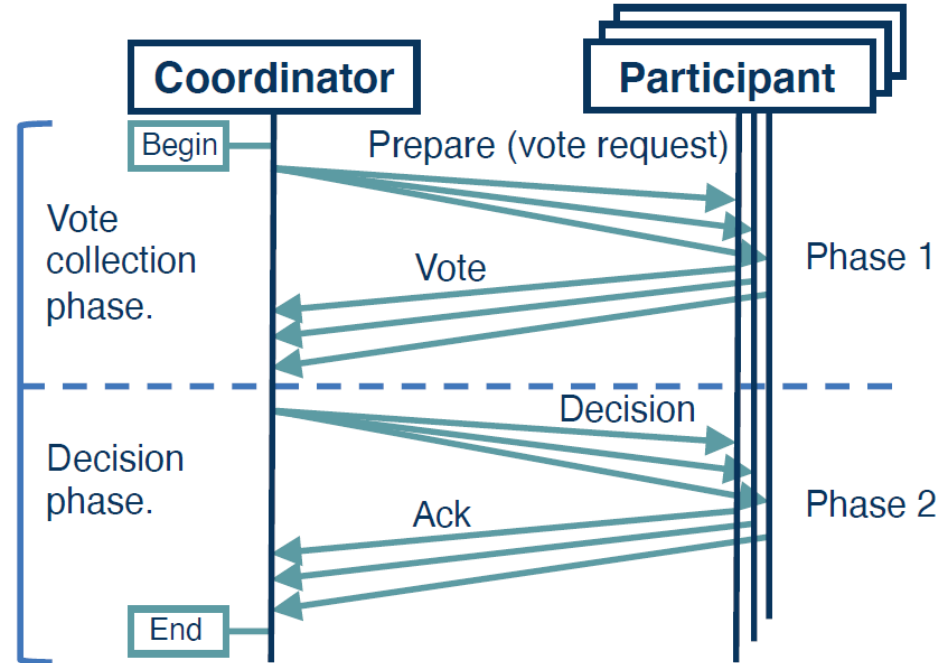 Coordinator
Participant
Begin
Prepare (vote request)
Vote
collection
phase.
Vote
Phase 1
Decision
Decision
phase.
Ack
Phase 2
End